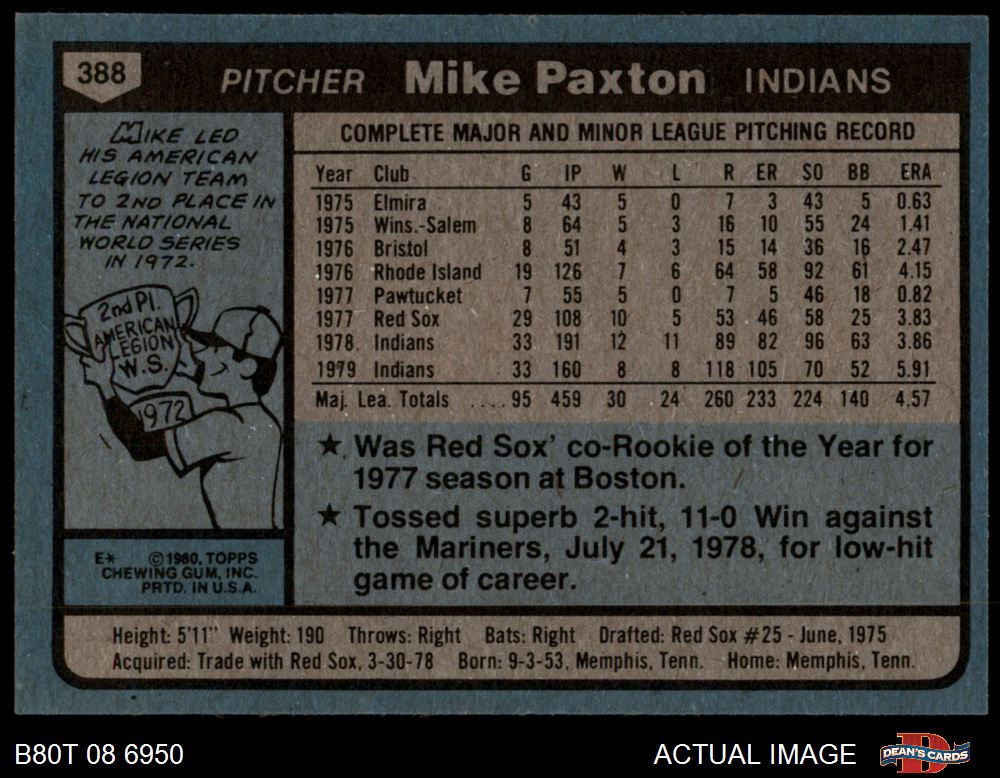 388 PITCHER Mike Paxton INDIANS
MIKE LED
HIS AMERICAN
LEGION TEAM
TO 2ND PLACE IN
THE NATIONAL
WORLD SERIES
IN 1972.
2nd Pl.
AMERICAN
LEGION
W.S.
1972
E* © 1980, TOPPS
CHEWING GUM, INC.
PRTD. IN U.S.A.
COMPLETE MAJOR AND MINOR LEAGUE PITCHING RECORD
Year Club G IP W L R ER SO BB ERA
1975 Elmira 5 43 5 0 7 3 43 5 0.63
1975 Wins.-Salem 8 64 5 3 16 10 55 24 1.41
1976 Bristol 8 51 4 3 15 14 36 16 2.47
1976 Rhode Island 19 126 7 6 64 58 92 61 4.15
1977 Pawtucket 7 55 5 0 7 5 46 18 0.82
1977 Red Sox 29 108 10 5 53 46 58 25 3.83
1978 Indians 33 191 12 11 89 82 96 63 3.86
1979 Indians 33 160 8 8 118 105 70 52 5.91
Maj. Lea. Totals .... 95 459 30 24 260 233 224 140 4.57
★ Was Red Sox' co-Rookie of the Year for
1977 season at Boston.
★ Tossed superb 2-hit, 11-0 Win against
the Mariners, July 21, 1978, for low-hit
game of career.
Height: 5'11" Weight: 190 Throws: Right Bats: Right Drafted: Red Sox #25 - June, 1975
Acquired: Trade with Red Sox, 3-30-78 Born: 9-3-53, Memphis, Tenn. Home: Memphis, Tenn.
B80T 08 6950 ACTUAL IMAGE DEAN'S CARDS